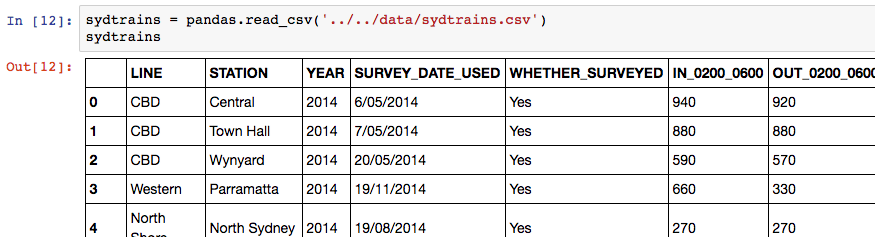 In [12]: sydtrains = pandas.read_csv('../../data/sydtrains.csv')
sydtrains
Out[12]:
LINE STATION YEAR SURVEY_DATE_USED WHETHER_SURVEYED IN_0200_0600 OUT_0200_0600
0 CBD Central 2014 6/05/2014 Yes 940 920
1 CBD Town Hall 2014 7/05/2014 Yes 880 880
2 CBD Wynyard 2014 20/05/2014 Yes 590 570
3 Western Parramatta 2014 19/11/2014 Yes 660 330
4 North Shore North Sydney 2014 19/08/2014 Yes 270 270